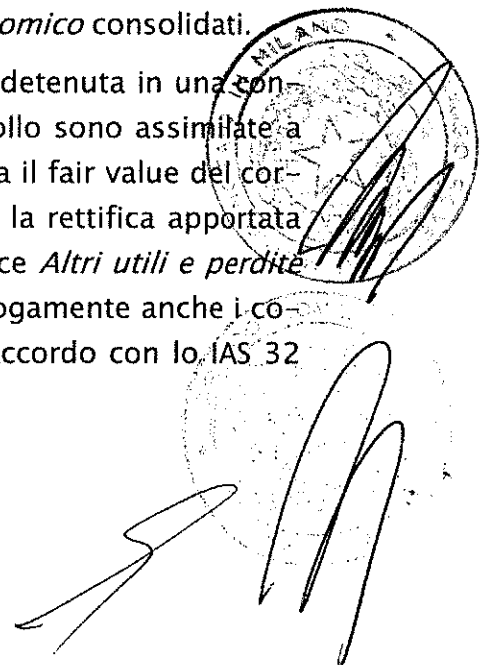 omico consolidati.
detenuta in una con-
ollo sono assimilate a
a il fair value del cor-
la rettifica apportata
ce Altri utili e perdite
ogamente anche i co-
accordo con lo IAS 32
MILANO